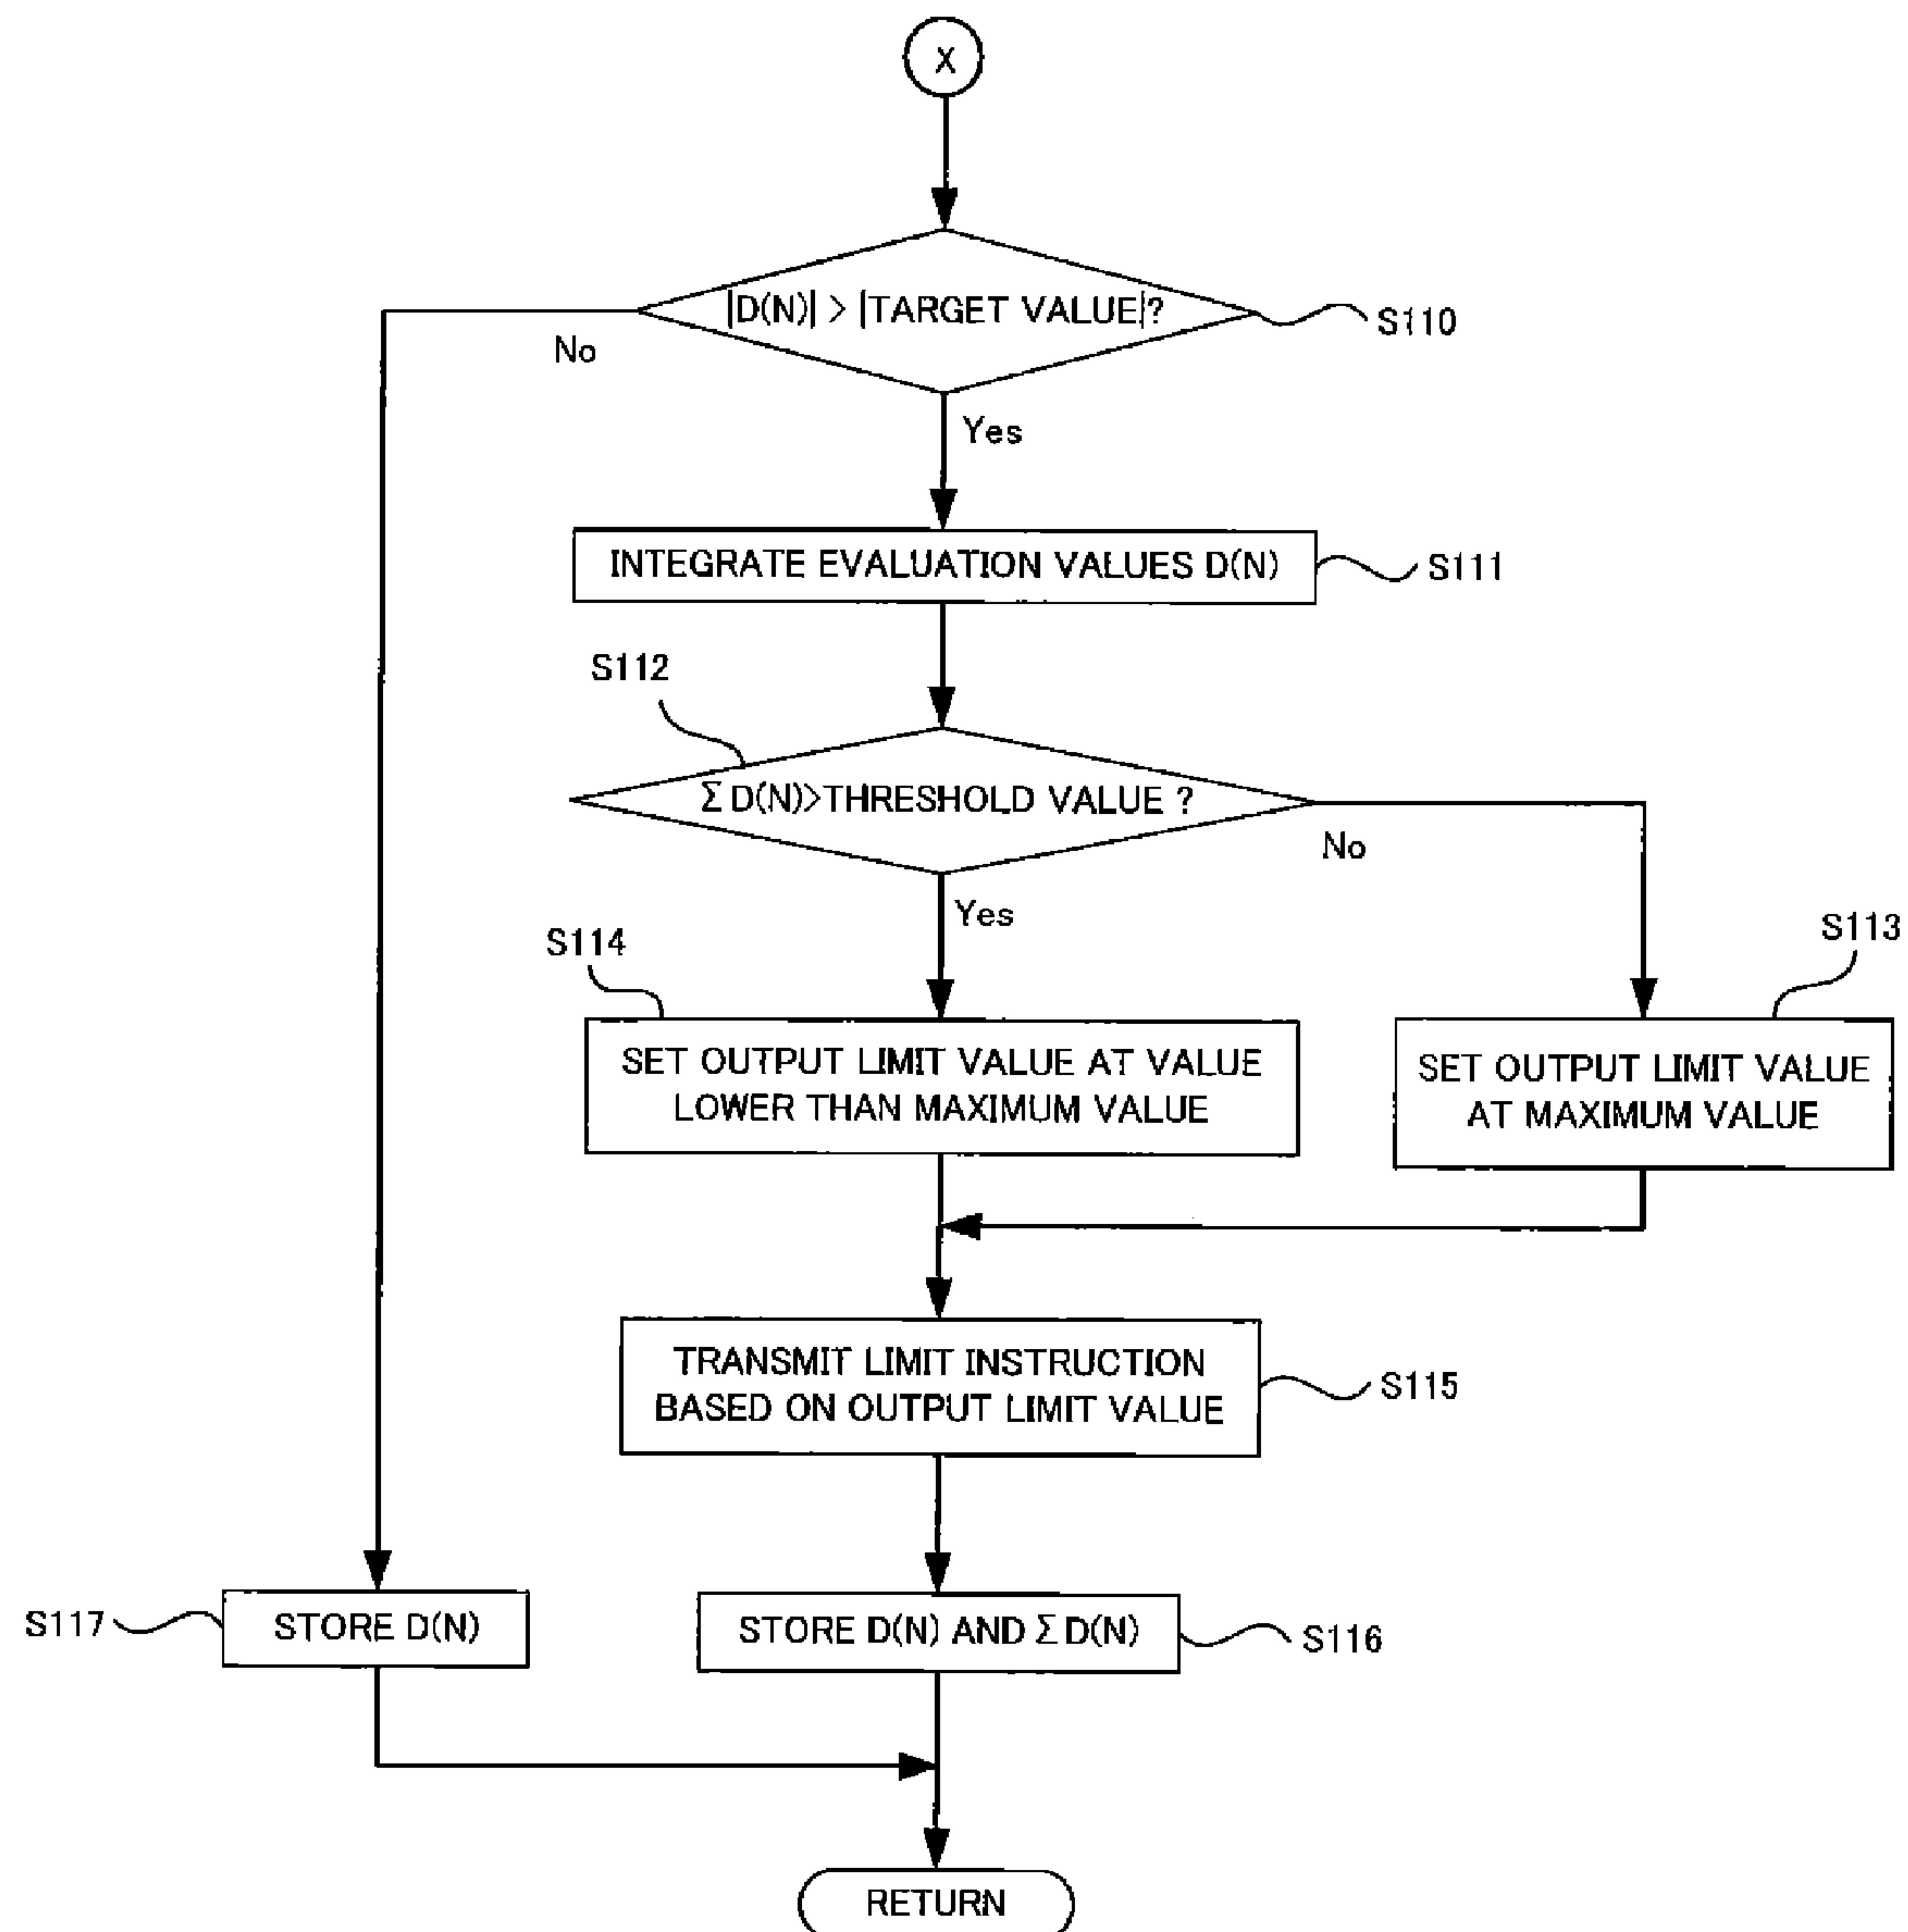 X
|D(N)| > |TARGET VALUE|?
S110
No
Yes
INTEGRATE EVALUATION VALUES D(N)
S111
S112
Σ D(N)>THRESHOLD VALUE ?
No
Yes
S114
S113
SET OUTPUT LIMIT VALUE AT VALUE
LOWER THAN MAXIMUM VALUE
SET OUTPUT LIMIT VALUE
AT MAXIMUM VALUE
TRANSMIT LIMIT INSTRUCTION
BASED ON OUTPUT LIMIT VALUE
S115
S117
STORE D(N)
STORE D(N) AND Σ D(N)
S116
RETURN